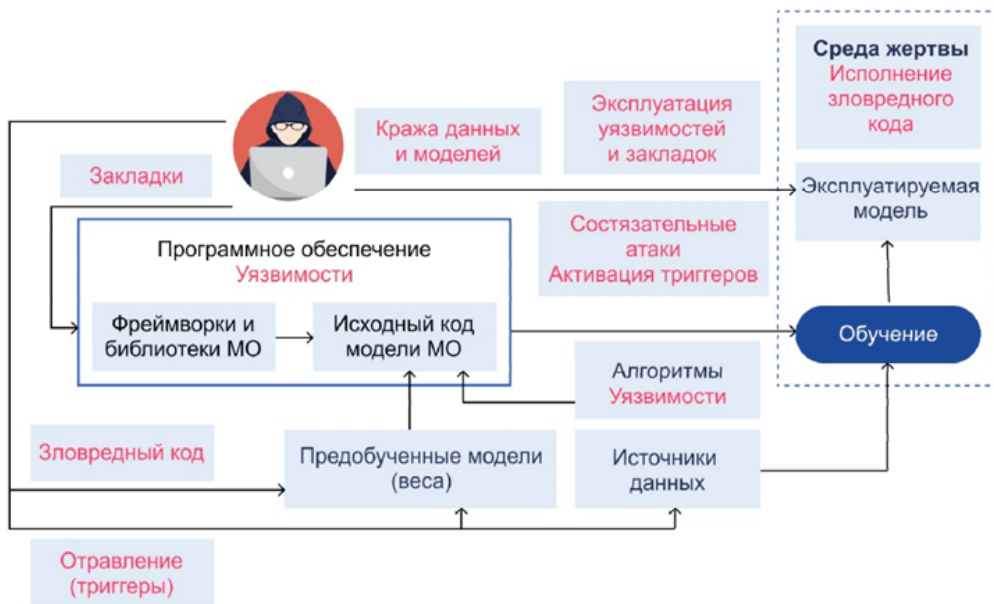 Среда жертвы
Исполнение
зловредного
кода
Эксплуатация
уязвимостей
и закладок
Кража данных
и моделей
Закладки
Эксплуатируемая
модель
Состязательные
атаки
Активация триггеров
Программное обеспечение
Уязвимости
Фреймворки и
библиотеки МО
Исходный код
модели МО
Обучение
Алгоритмы
Уязвимости
Зловредный код
Предобученные модели
(веса)
Источники
данных
Отравление
(триггеры)